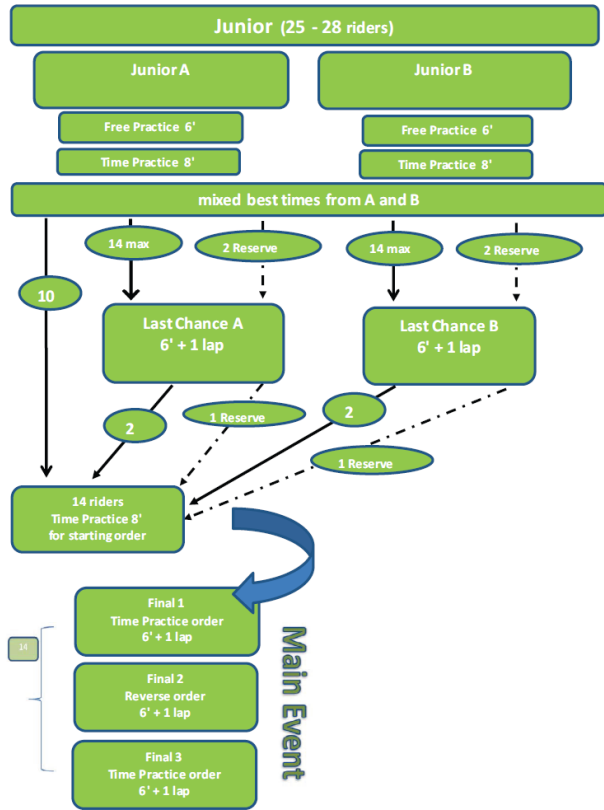 Junior (25 - 28 riders)
Junior A
Junior B
Free Practice 6'
Free Practice 6'
Time Practice 8'
Time Practice 8'
mixed best times from A and B
14 max
2 Reserve
14 max
2 Reserve
10
Last Chance A
6' + 1 lap
Last Chance B
6' + 1 lap
2
1 Reserve
2
1 Reserve
14 riders
Time Practice 8'
for starting order
Final 1
Time Practice order
6' + 1 lap
14
Final 2
Reverse order
6' + 1 lap
Final 3
Time Practice order
6' + 1 lap
Main Event